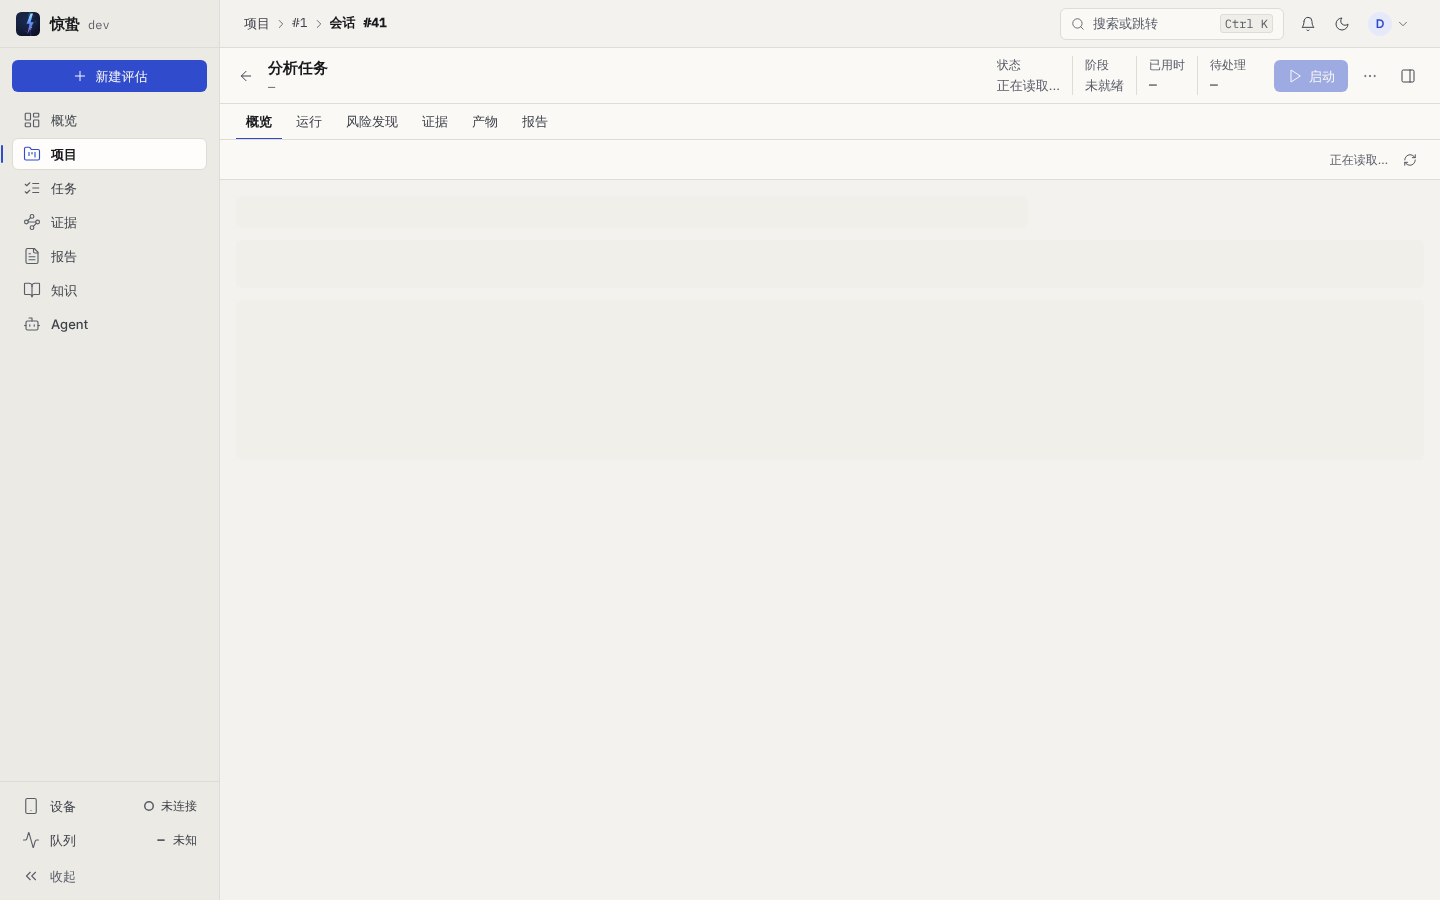 惊蛰 dev
项目 #1 会话 #41
搜索或跳转 Ctrl K
D
新建评估
概览
项目
任务
证据
报告
知识
Agent
设备 未连接
队列 – 未知
收起
分析任务
–
状态
正在读取...
阶段
未就绪
已用时
–
待处理
–
启动
概览 运行 风险发现 证据 产物 报告
正在读取...